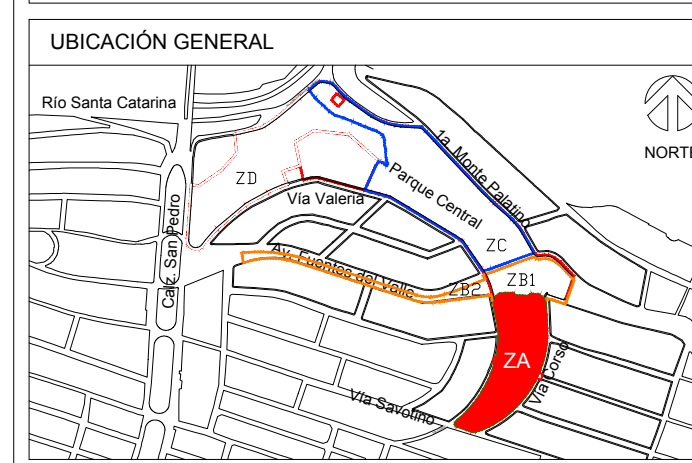 UBICACIÓN GENERAL
Río Santa Catarina
NORTE
1a. Monte Palatino
ZD
Parque Central
Vía Valeria
Calz. San Pedro
ZC
Av. Fuentes del Valle
ZB2
ZB1
ZA
Vía Corso
Vía Savotino